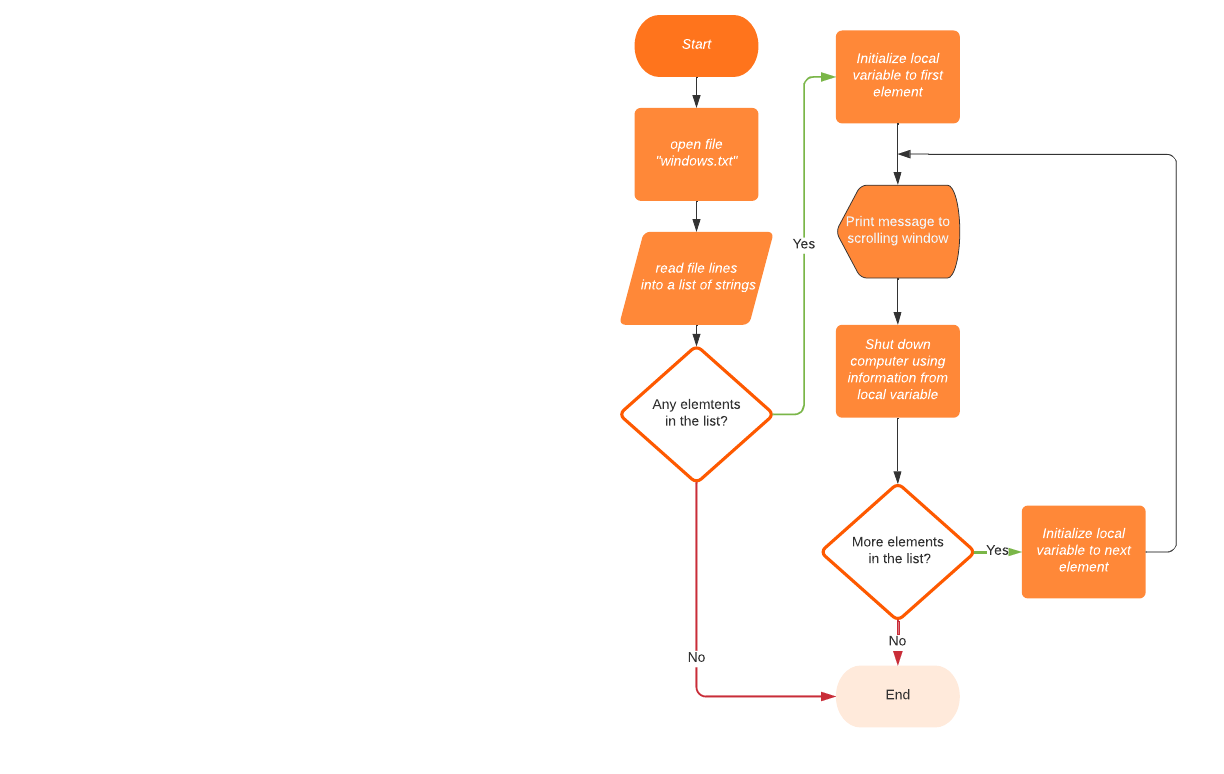 Start
open file
"windows.txt"
read file lines
into a list of strings
Any elemtents
in the list?
Yes
No
Initialize local
variable to first
element
Print message to
scrolling window
Shut down
computer using
information from
local variable
More elements
in the list?
Yes
Initialize local
variable to next
element
No
End